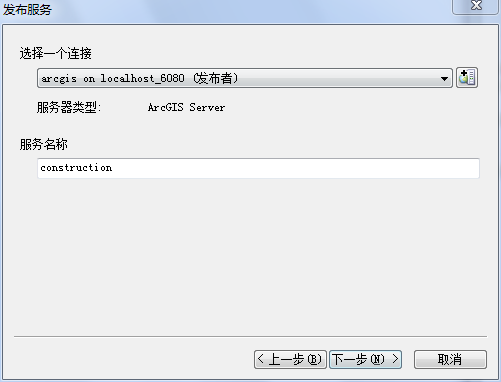 发布服务
选择一个连接
arcgis on localhost_6080 (发布者)
服务器类型: ArcGIS Server
服务名称
construction
< 上一步(B) 下一步(N) > 取消